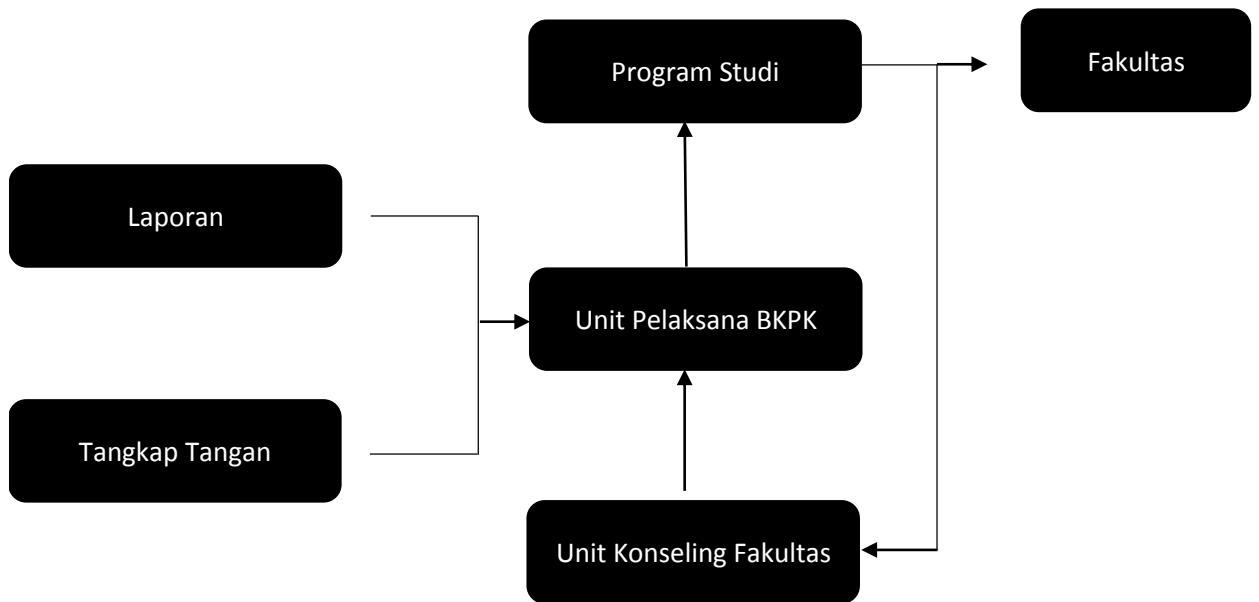 Program Studi
Fakultas
Laporan
Unit Pelaksana BKPK
Tangkap Tangan
Unit Konseling Fakultas